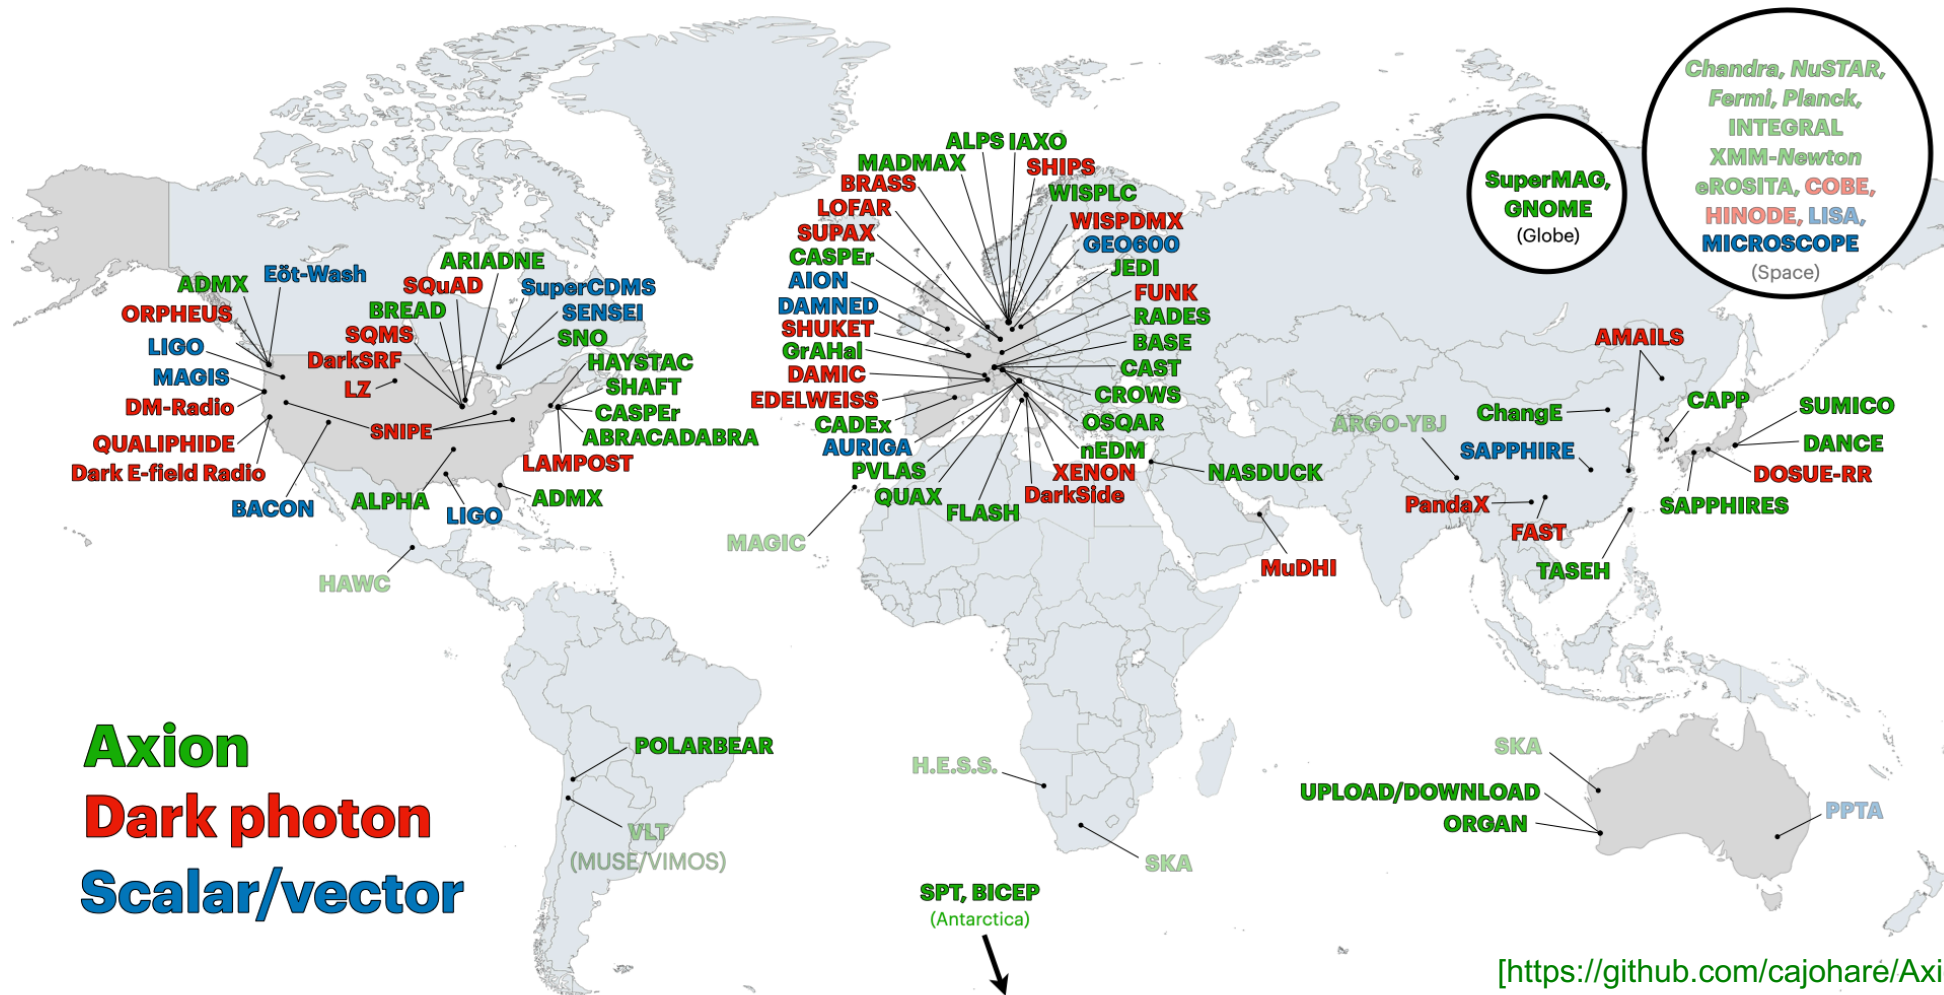 Chandra, NuSTAR,
Fermi, Planck,
INTEGRAL
XMM-Newton
eROSITA, COBE,
HINODE, LISA,
MICROSCOPE
(Space)
SuperMAG,
GNOME
(Globe)
ALPS
IAXO
MADMAX
SHIPS
BRASS
WISPLC
LOFAR
WISPDMX
SUPAX
GEO600
CASPEr
JEDI
AION
FUNK
DAMNED
RADES
SHUKET
BASE
GrAHal
CAST
DAMIC
CROWS
EDELWEISS
OSQAR
CADEx
nEDM
AURIGA
XENON
PVLAS
DarkSide
QUAX
FLASH
NASDUCK
MAGIC
MuDHI
ADMX
Eöt-Wash
ARIADNE
ORPHEUS
SQuAD
SuperCDMS
BREAD
SENSEI
LIGO
SQMS
SNO
MAGIS
DarkSRF
HAYSTAC
LZ
SHAFT
DM-Radio
CASPEr
SNIPE
ABRACADABRA
QUALIPHIDE
LAMPOST
Dark E-field Radio
ADMX
BACON
ALPHA
LIGO
HAWC
AMAILS
ChangE
CAPP
SUMICO
ARGO-YBJ
SAPPHIRE
DANCE
DOSUE-RR
PandaX
SAPPHIRES
FAST
TASEH
POLARBEAR
VLT
(MUSE/VIMOS)
H.E.S.S.
SKA
SKA
UPLOAD/DOWNLOAD
ORGAN
PPTA
SPT, BICEP
(Antarctica)
Axion
Dark photon
Scalar/vector
[https://github.com/cajohare/Axi